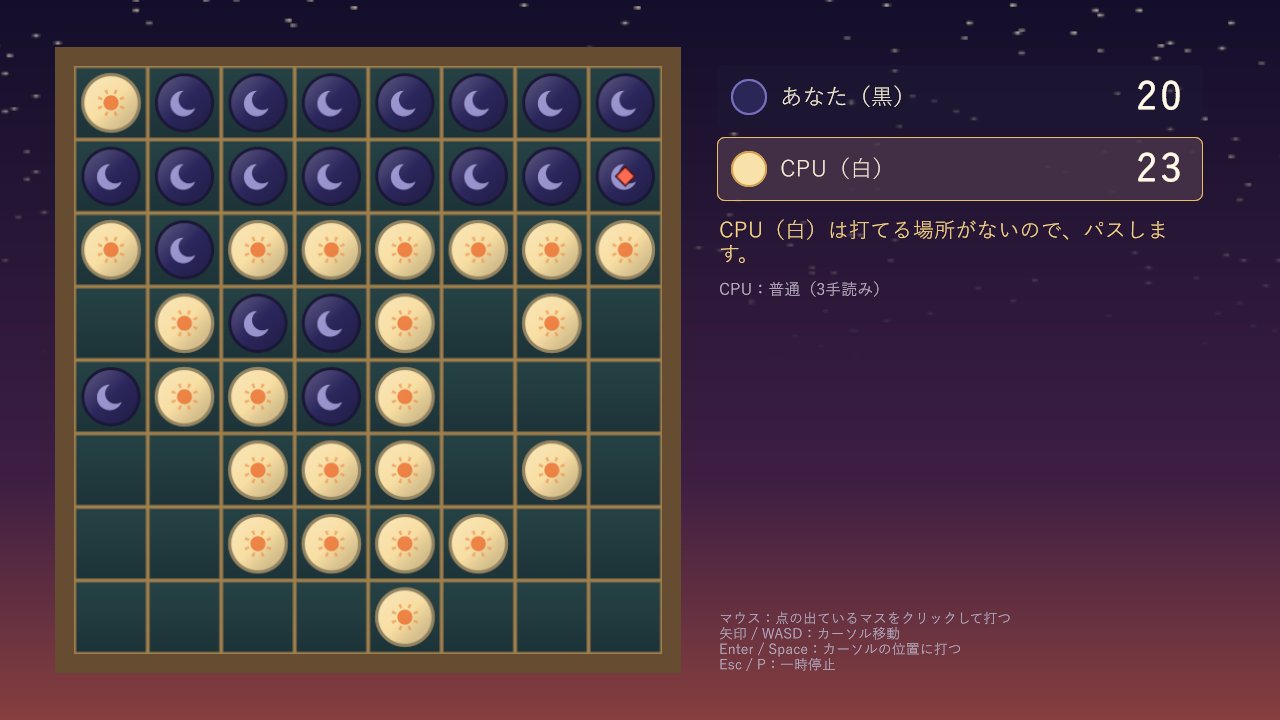 あなた（黒）
20
CPU（白）
23
CPU（白）は打てる場所がないので、パスしま
す。
CPU：普通（3手読み）
マウス：点の出ているマスをクリックして打つ
矢印 / WASD：カーソル移動
Enter / Space：カーソルの位置に打つ
Esc / P：一時停止